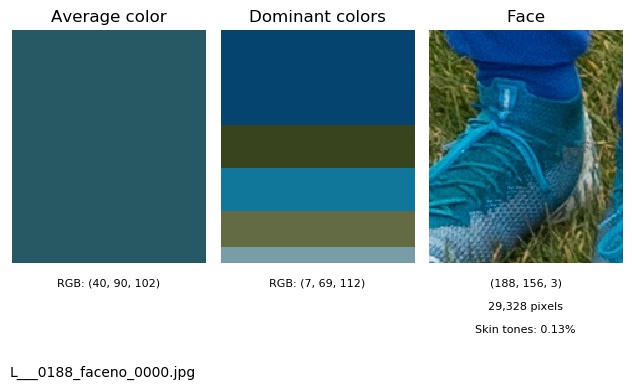 Average color
Dominant colors
Face
RGB: (40, 90, 102)
RGB: (7, 69, 112)
(188, 156, 3)
29,328 pixels
Skin tones: 0.13%
L___0188_faceno_0000.jpg